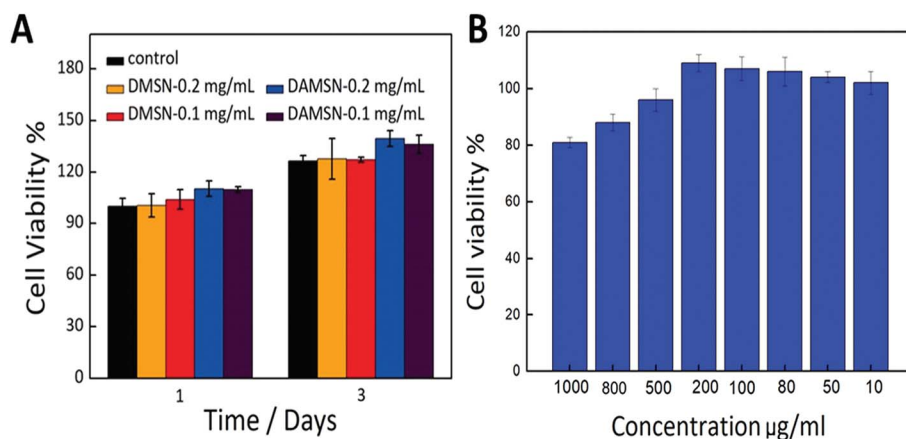 A
control
DMSN-0.2 mg/mL DAMSN-0.2 mg/mL
DMSN-0.1 mg/mL DAMSN-0.1 mg/mL
Cell Viability %
180
150
120
90
60
30
0
1 3
Time / Days
B
Cell viability %
120
100
80
60
40
20
0
1000 800 500 200 100 80 50 10
Concentration µg/ml